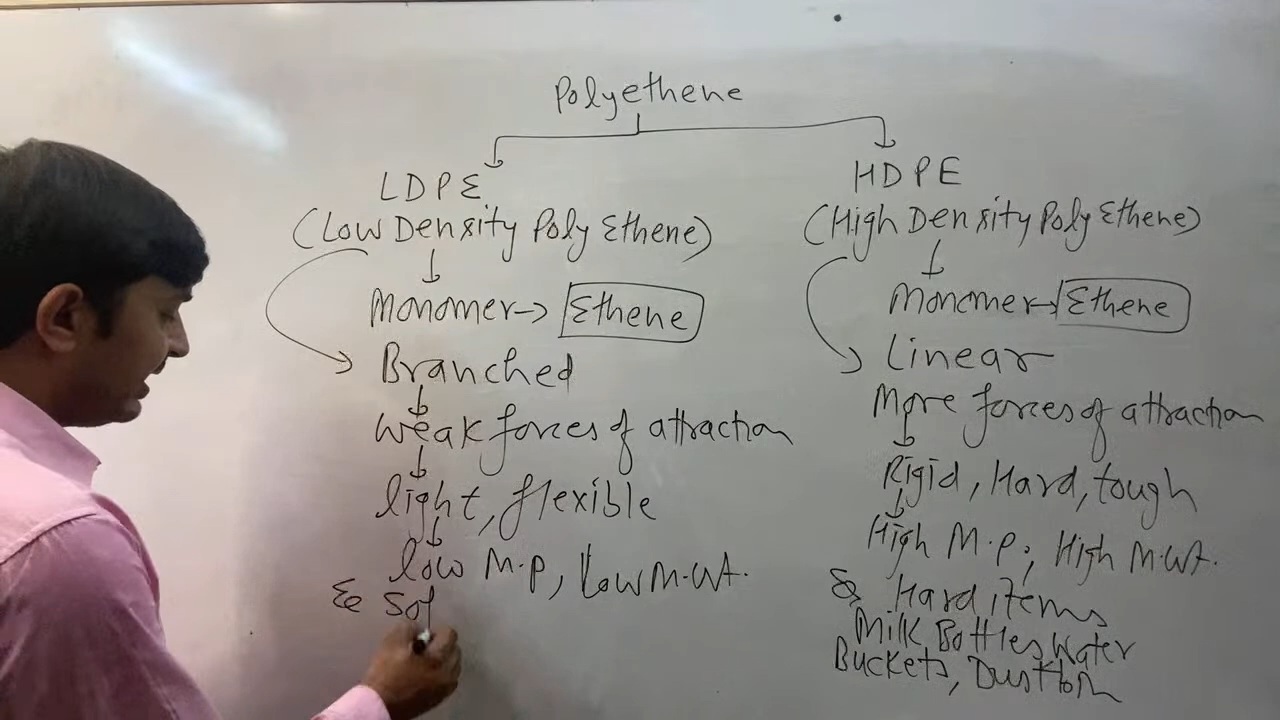 Polyethene
LDPE
(Low Density Poly Ethene)
Monomer → Ethene
Branched
Weak forces of attraction
light, flexible
low M.P, Low M.Wt.
& Sof
HDPE
(High Density Poly Ethene)
Monomer → Ethene
Linear
More forces of attraction
Rigid, Hard, tough
High M.P, High M.Wt.
& Hard items
Milk Bottles, Water
Buckets, Dustbin